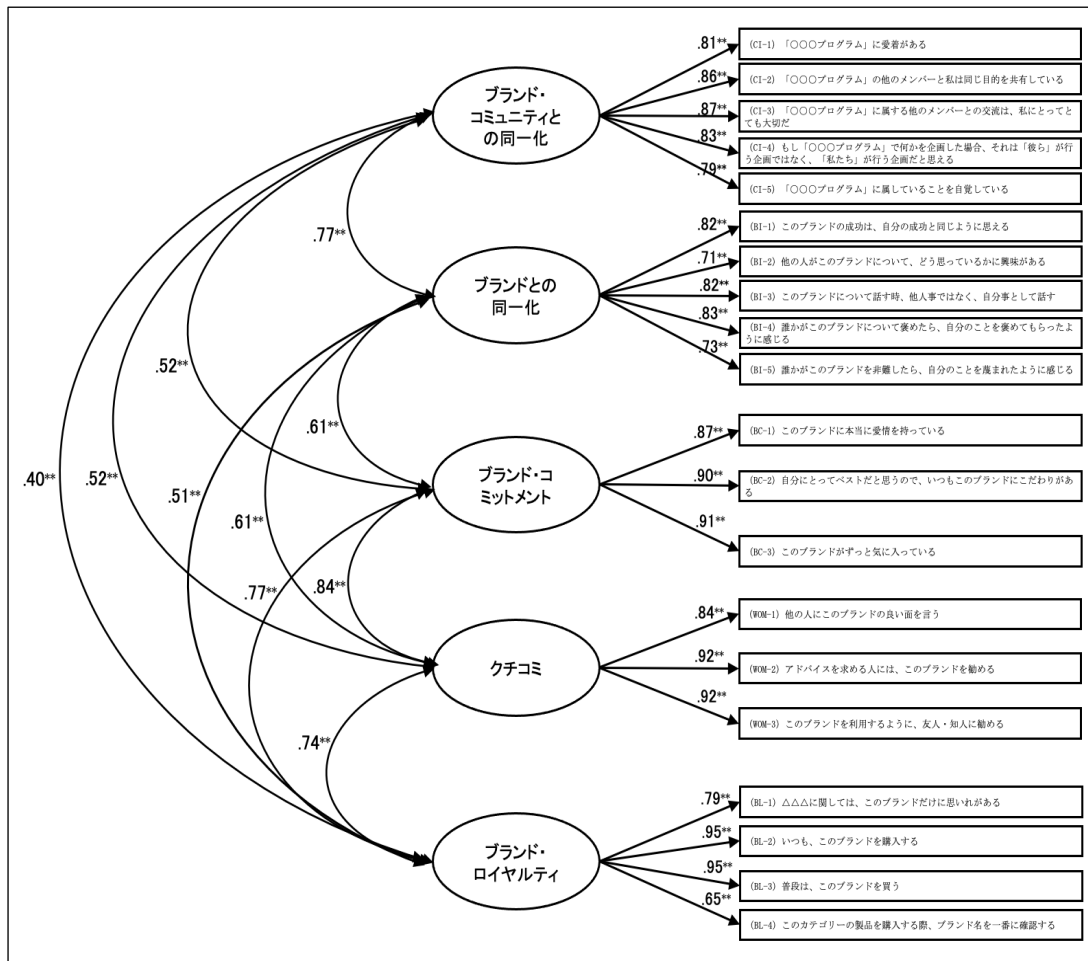 ブランド・
コミュニティと
の同一化
.81**
(CI-1) 「○○○プログラム」に愛着がある
.86**
(CI-2) 「○○○プログラム」の他のメンバーと私は同じ目的を共有している
.87**
(CI-3) 「○○○プログラム」に属する他のメンバーとの交流は、私にとってと
ても大切だ
.83**
(CI-4) もし「○○○プログラム」で何かを企画した場合、それは「彼ら」が行
う企画ではなく、「私たち」が行う企画だと思える
.79**
(CI-5) 「○○○プログラム」に属していることを自覚している
.77**
ブランドとの
同一化
.82**
(BI-1) このブランドの成功は、自分の成功と同じように思える
.71**
(BI-2) 他の人がこのブランドについて、どう思っているかに興味がある
.82**
(BI-3) このブランドについて話す時、他人事ではなく、自分事として話す
.83**
(BI-4) 誰かがこのブランドについて褒めたら、自分のことを褒めてもらったよ
うに感じる
.73**
(BI-5) 誰かがこのブランドを非難したら、自分のことを蔑まれたように感じる
.52**
.61**
ブランド・コ
ミットメント
.87**
(BC-1) このブランドに本当に愛情を持っている
.90**
(BC-2) 自分にとってベストだと思うので、いつもこのブランドにこだわりがあ
る
.91**
(BC-3) このブランドがずっと気に入っている
.40**
.52**
.51**
.61**
.77**
.84**
クチコミ
.84**
(WOM-1) 他の人にこのブランドの良い面を言う
.92**
(WOM-2) アドバイスを求める人には、このブランドを勧める
.92**
(WOM-3) このブランドを利用するように、友人・知人に勧める
.74**
ブランド・
ロイヤルティ
.79**
(BL-1) △△△に関しては、このブランドだけに思いれがある
.95**
(BL-2) いつも、このブランドを購入する
.95**
(BL-3) 普段は、このブランドを買う
.65**
(BL-4) このカテゴリーの製品を購入する際、ブランド名を一番に確認する